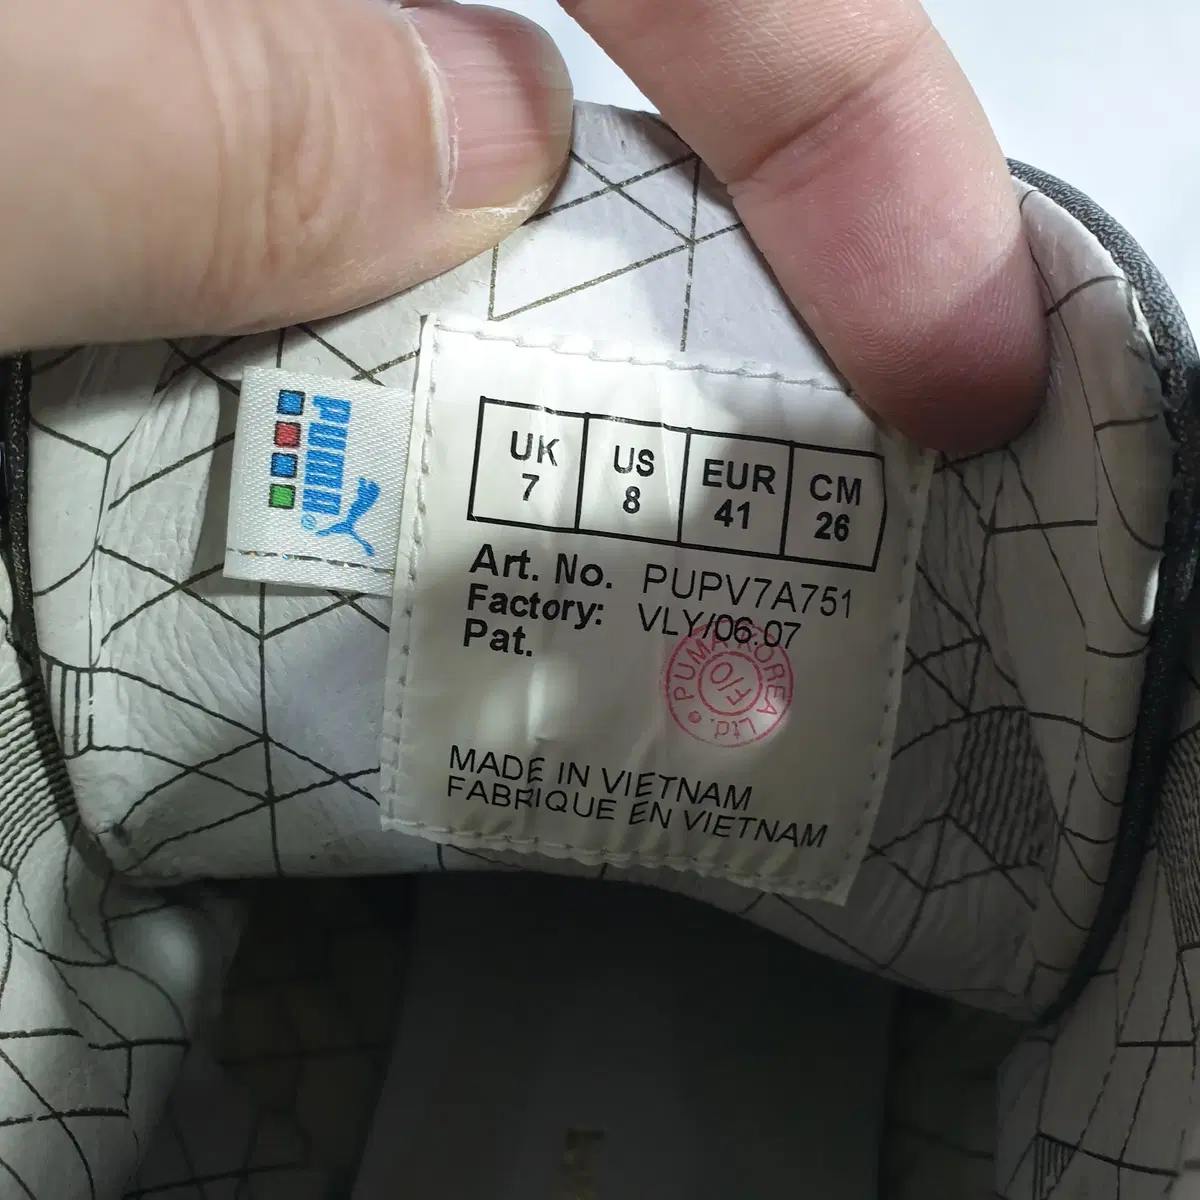 puma®
UK US EUR CM
7 8 41 26
Art. No. PUPV7A751
Factory: VLY/06.07
Pat.
PUMA KOREA Ltd.
F/O
MADE IN VIETNAM
FABRIQUE EN VIETNAM